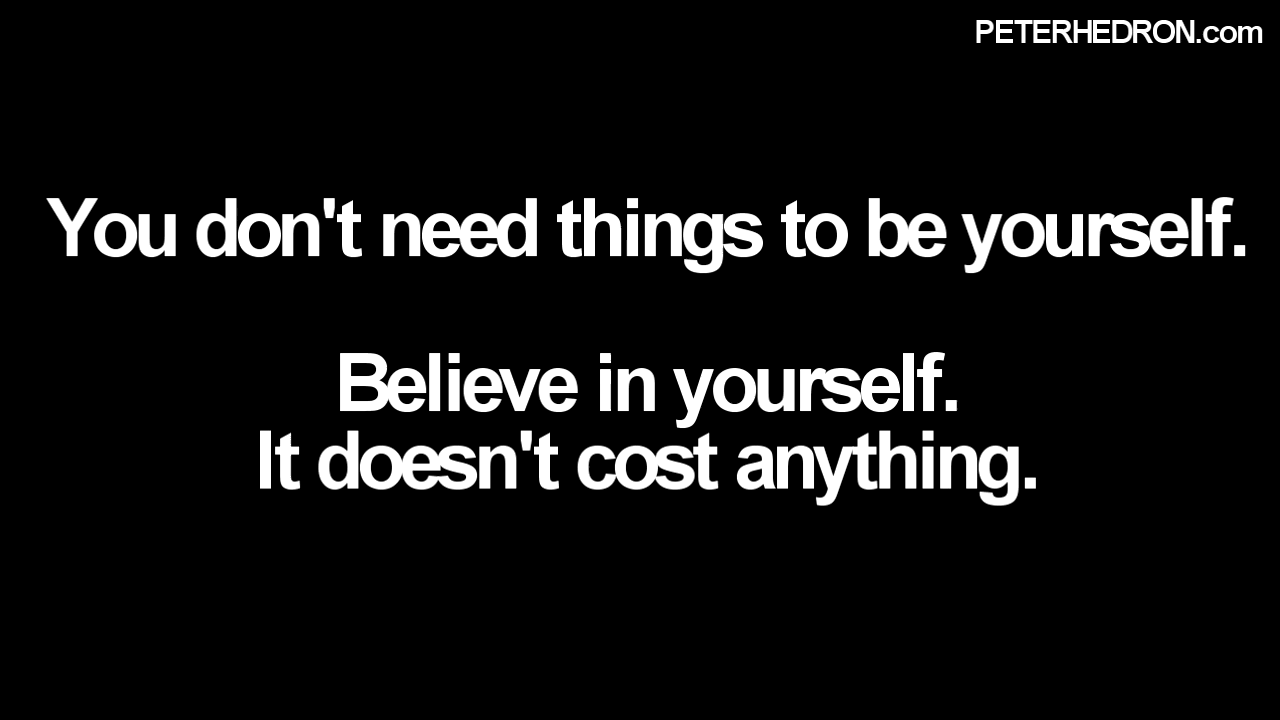 PETERHEDRON.com
You don't need things to be yourself.
Believe in yourself.
It doesn't cost anything.